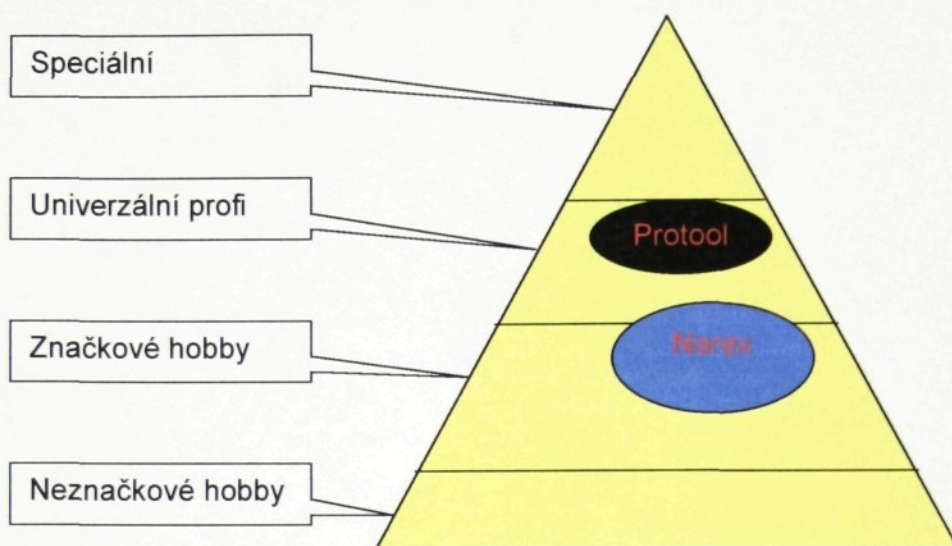 Speciální
Univerzální profi
Protool
Značkové hobby
Narex
Neznačkové hobby